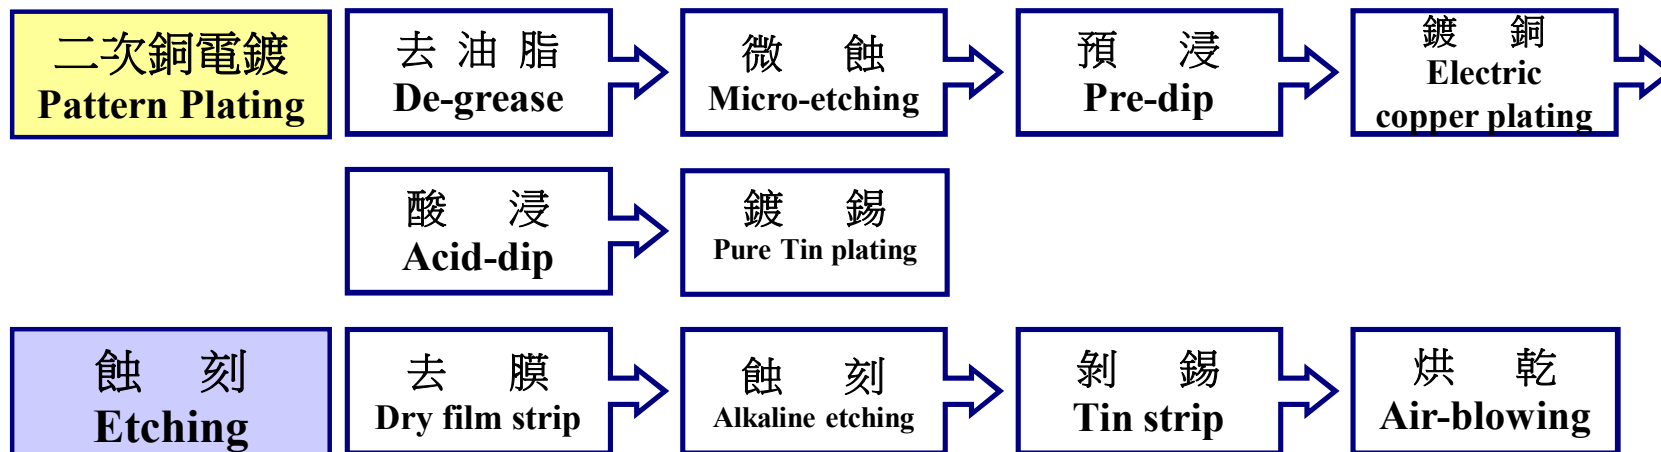 二次銅電鍍
Pattern Plating
去油脂
De-grease
微蝕
Micro-etching
預浸
Pre-dip
鍍銅
Electric
copper plating
酸浸
Acid-dip
鍍錫
Pure Tin plating
蝕刻
Etching
去膜
Dry film strip
蝕刻
Alkaline etching
剝錫
Tin strip
烘乾
Air-blowing